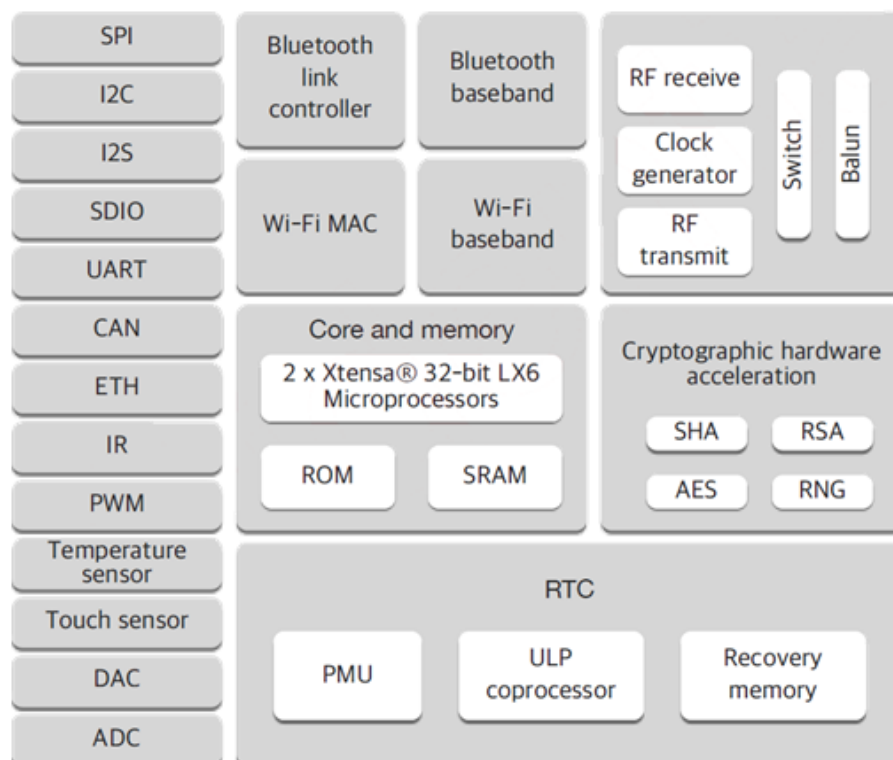 SPI
I2C
I2S
SDIO
UART
CAN
ETH
IR
PWM
Temperature
sensor
Touch sensor
DAC
ADC
Bluetooth
link
controller
Bluetooth
baseband
Wi-Fi MAC
Wi-Fi
baseband
RF receive
Clock
generator
RF
transmit
Switch
Balun
Core and memory
2 x Xtensa® 32-bit LX6
Microprocessors
ROM
SRAM
Cryptographic hardware
acceleration
SHA
RSA
AES
RNG
RTC
PMU
ULP
coprocessor
Recovery
memory